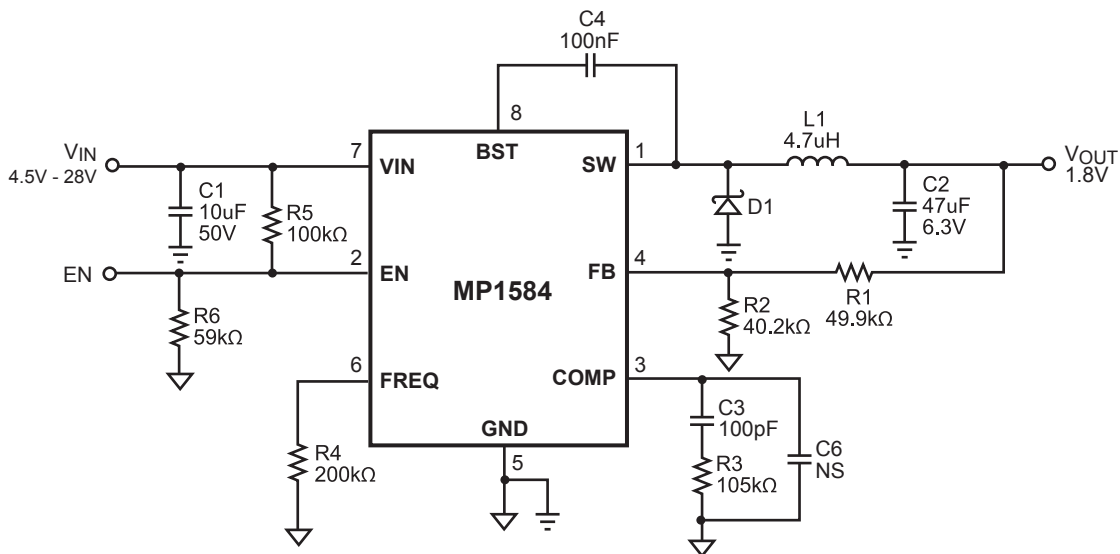 C4
100nF
8
L1
4.7uH
VIN
4.5V - 28V
7
VIN
BST
SW
1
VOUT
1.8V
C1
10uF
50V
R5
100kΩ
D1
C2
47uF
6.3V
EN
2
EN
MP1584
FB
4
R6
59kΩ
R2
40.2kΩ
R1
49.9kΩ
6
FREQ
COMP
3
GND
5
R4
200kΩ
C3
100pF
R3
105kΩ
C6
NS